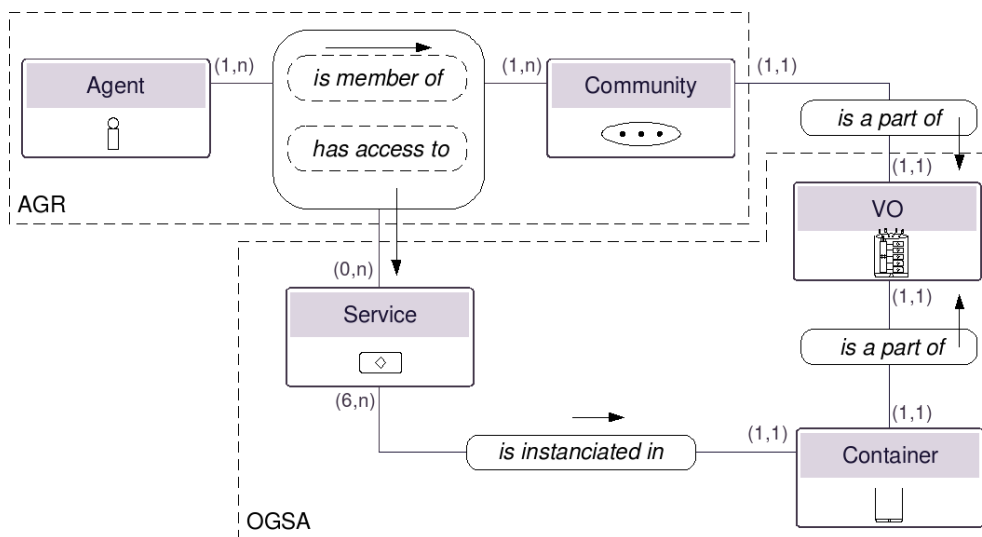 Agent
(1,n)
is member of
has access to
(1,n)
Community
(1,1)
is a part of
(1,1)
AGR
VO
(0,n)
(1,1)
Service
is a part of
(6,n)
(1,1)
is instanciated in
(1,1)
Container
OGSA